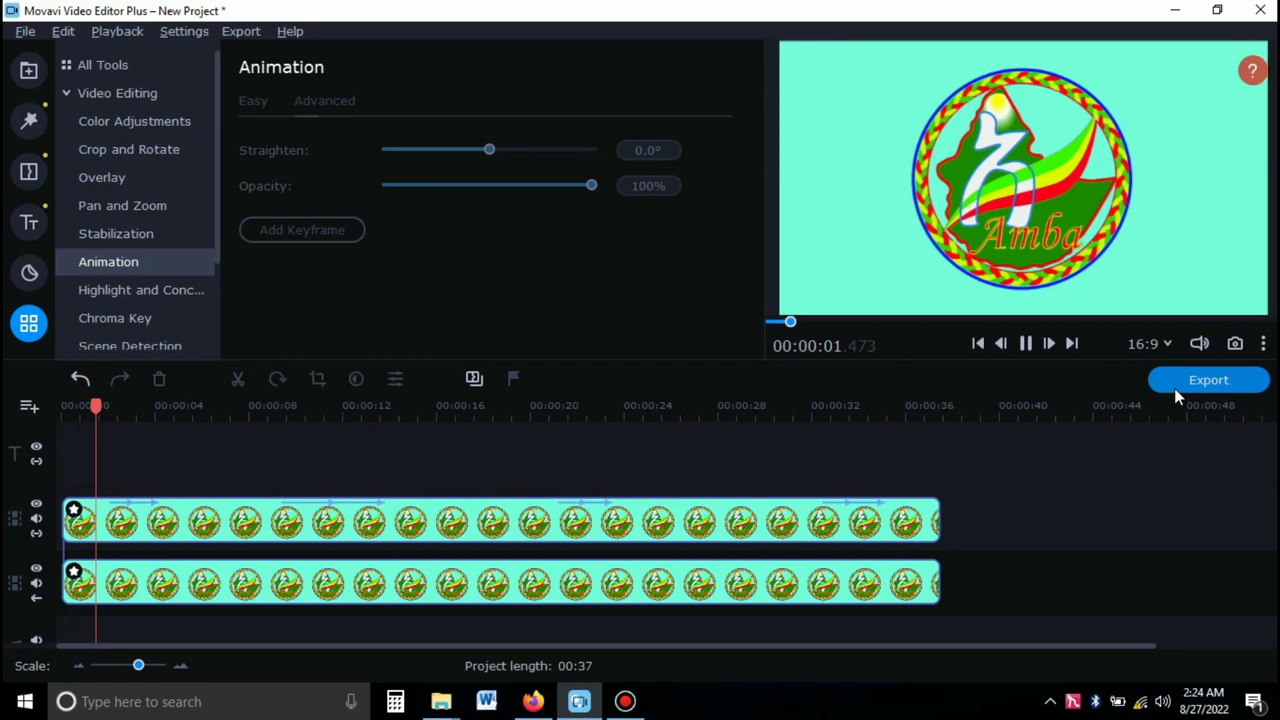 Movavi Video Editor Plus – New Project *
File Edit Playback Settings Export Help
All Tools
Video Editing
Color Adjustments
Crop and Rotate
Overlay
Pan and Zoom
Stabilization
Animation
Highlight and Conc...
Chroma Key
Scene Detection
Animation
Easy Advanced
Straighten: 0.0°
Opacity: 100%
Add Keyframe
?
ኸ
Amba
00:00:01.473
16:9
Export
00:00:04 00:00:08 00:00:12 00:00:16 00:00:20 00:00:24 00:00:28 00:00:32 00:00:36 00:00:40 00:00:44 00:00:48
Scale:
Project length: 00:37
Type here to search
2:24 AM
8/27/2022